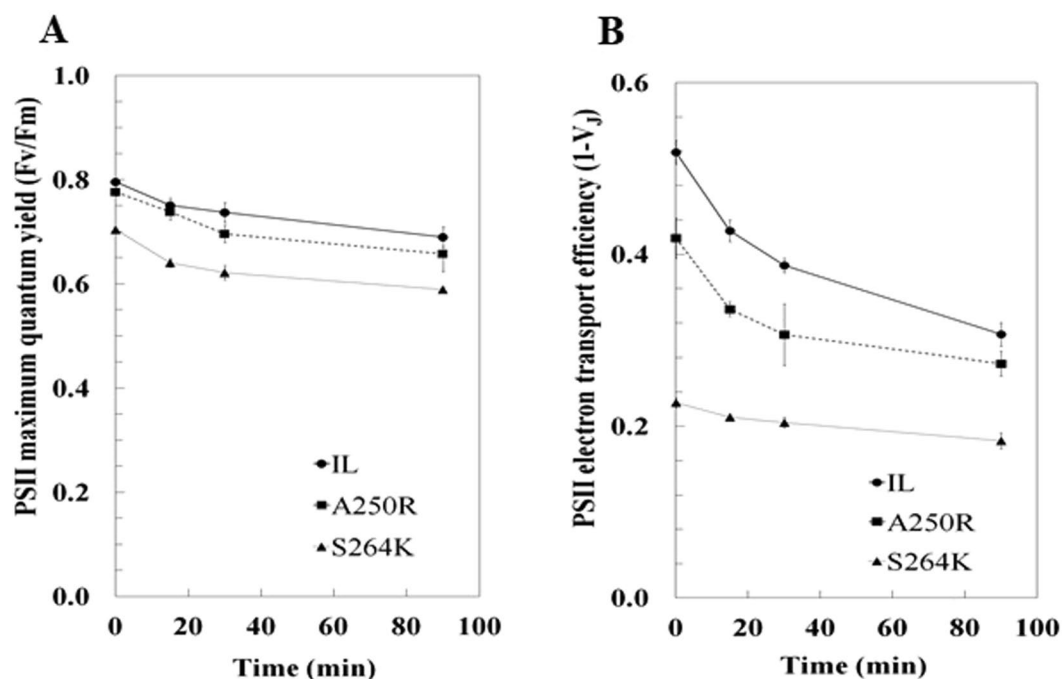 A
PSII maximum quantum yield (Fv/Fm)
1.0
0.8
0.6
0.4
0.2
0.0
IL
A250R
S264K
0 20 40 60 80 100
Time (min)
B
PSII electron transport efficiency (1-VJ)
0.6
0.4
0.2
0.0
IL
A250R
S264K
0 20 40 60 80 100
Time (min)